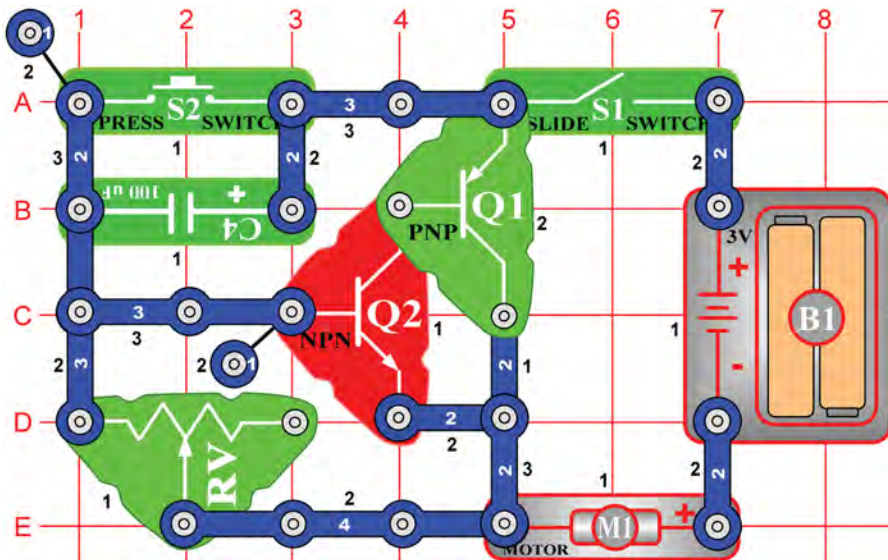 1 2 3 4 5 6 7 8
1
2
A
S2
3
S1
PRESS SWITCH
3
SLIDE SWITCH
3 2
1
2 2
1
2 2
B
100 uF
+
C4
Q1
PNP
2
3V
+
1
Q2
NPN
1
B1
-
C
3
3
2 1
2 3
1
2 1
D
2
2
RV
1
2
4
2 3
1
2 2
E
M1
+
MOTOR